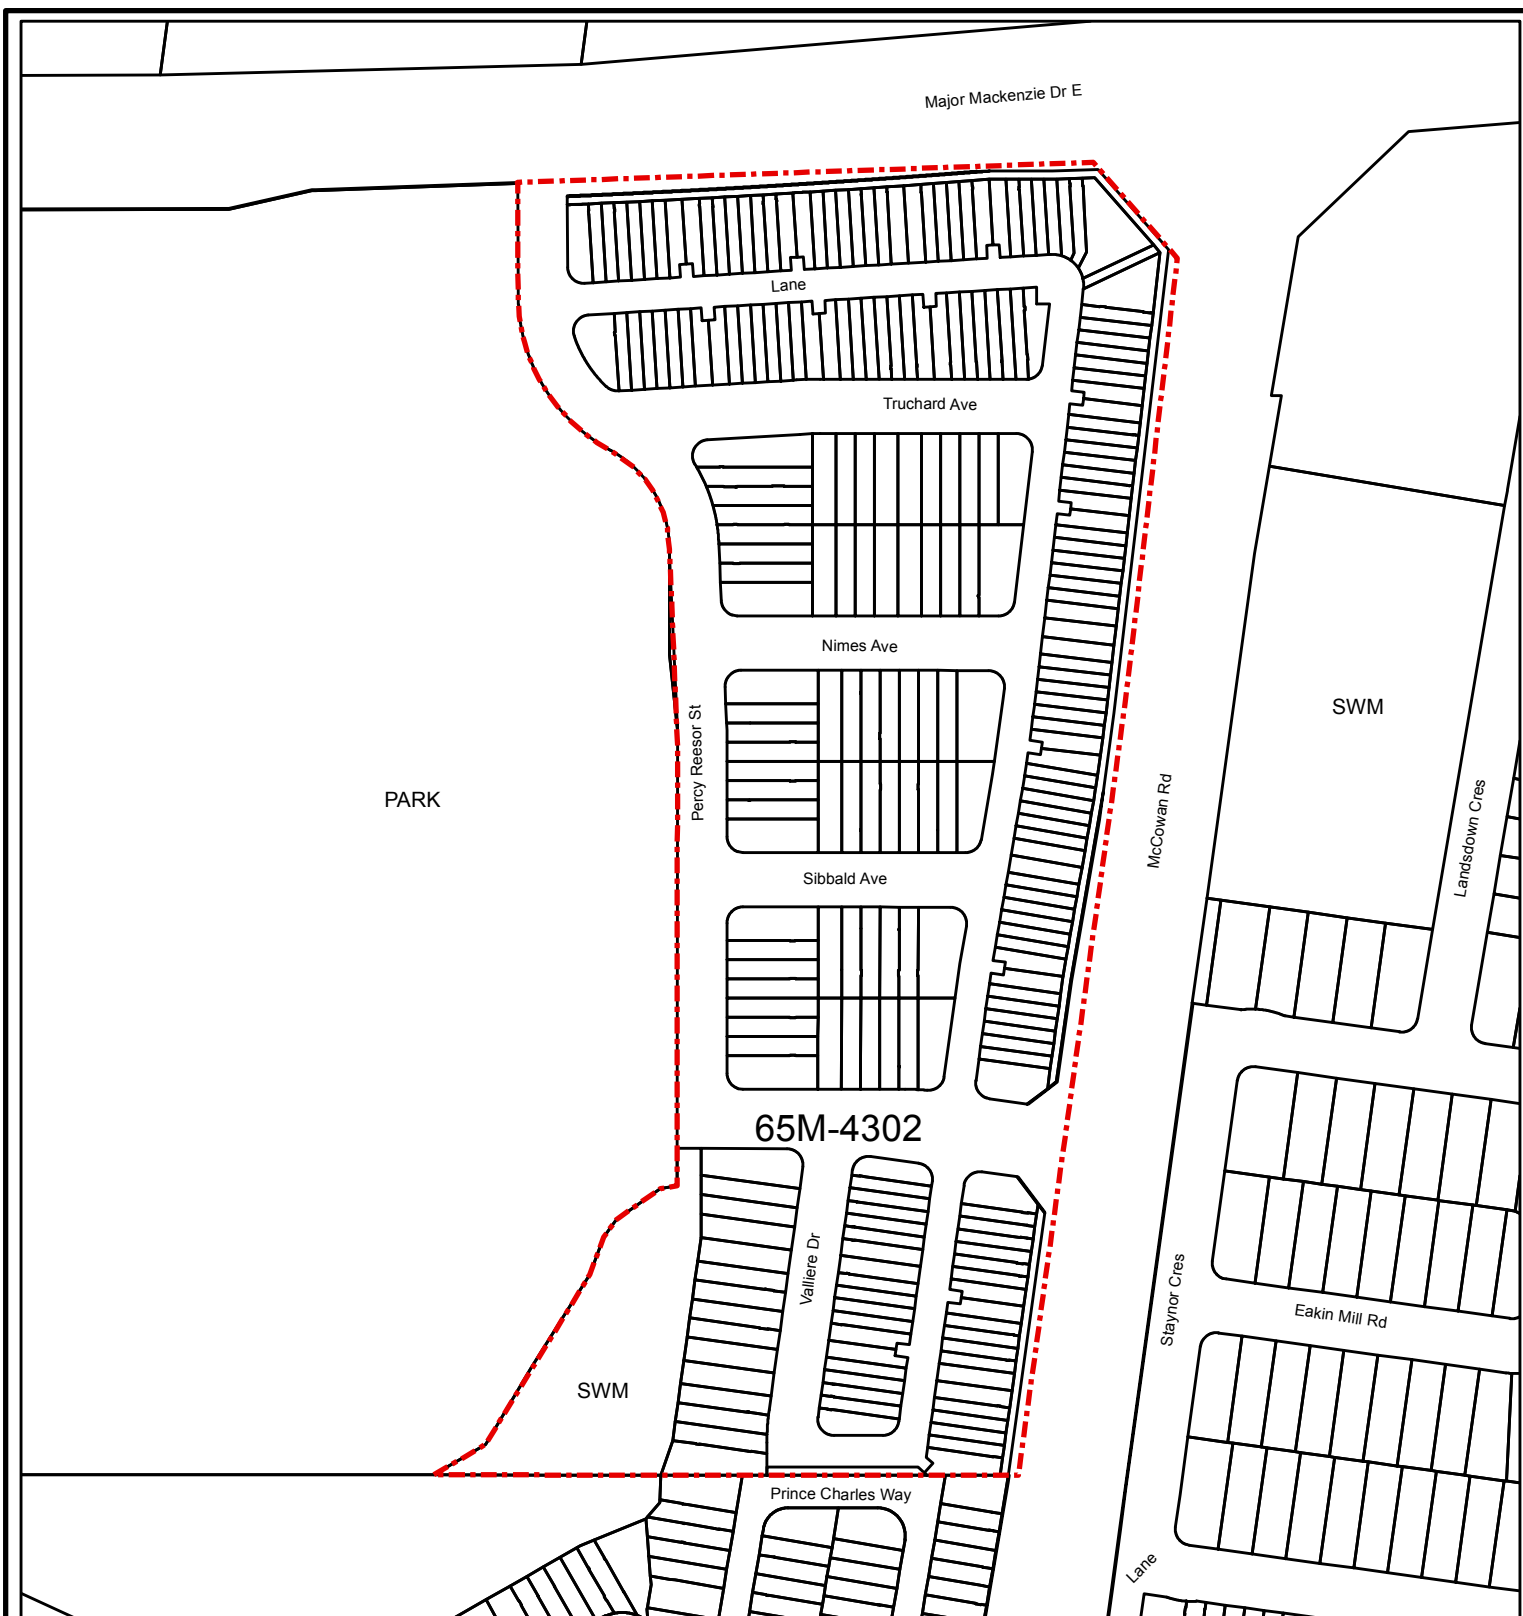 Major Mackenzie Dr E
Lane
Truchard Ave
Nimes Ave
Percy Reesor St
SWM
PARK
McCowan Rd
Landsdown Cres
Sibbald Ave
65M-4302
Valliere Dr
Staynor Cres
Eakin Mill Rd
SWM
Prince Charles Way
Lane